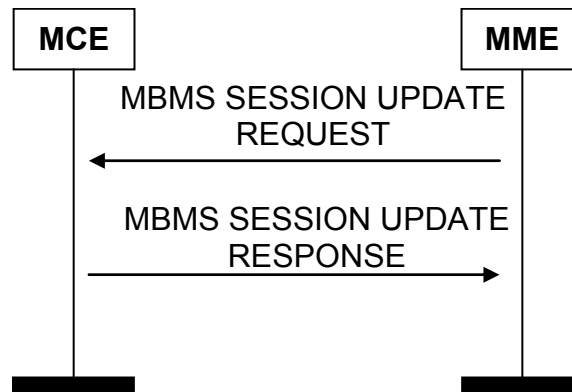 MCE
MME
MBMS SESSION UPDATE
REQUEST
MBMS SESSION UPDATE
RESPONSE